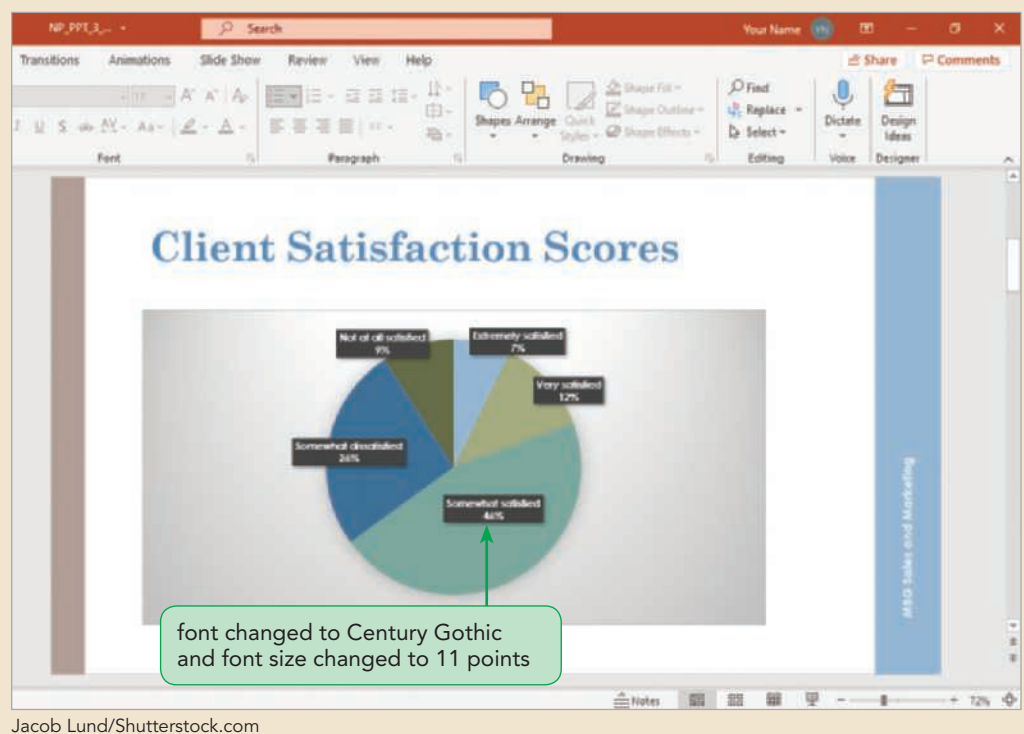 NP_PPT_3_...
Search
Your Name
YN
Transitions Animations Slide Show Review View Help
Share Comments
Shapes Arrange Quick Styles
Shape Fill
Shape Outline
Shape Effects
Find
Replace
Select
Dictate
Design Ideas
Font Paragraph Drawing Editing Voice Designer
Client Satisfaction Scores
Not at all satisfied
9%
Extremely satisfied
7%
Very satisfied
12%
Somewhat dissatisfied
26%
Somewhat satisfied
46%
MSG Sales and Marketing
font changed to Century Gothic
and font size changed to 11 points
Notes
72%
Jacob Lund/Shutterstock.com